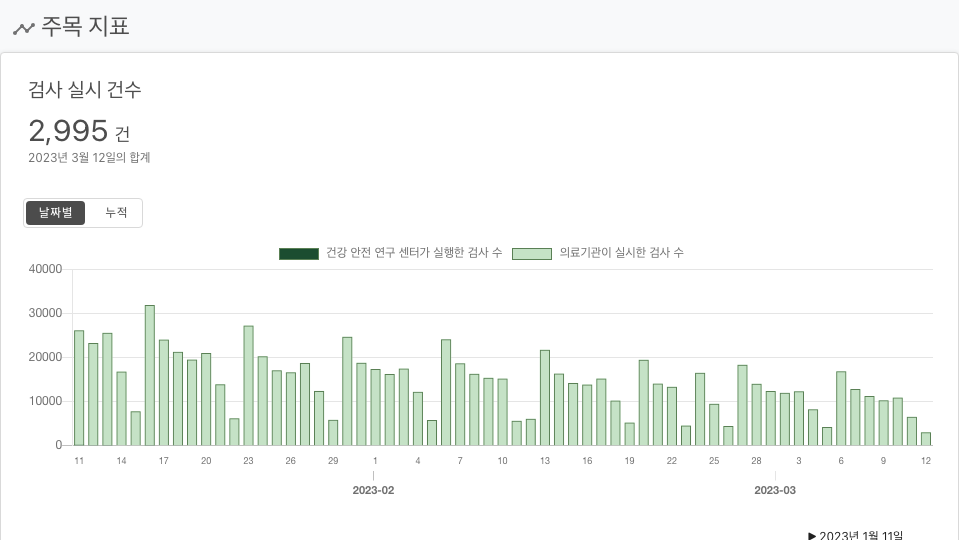 주목 지표
검사 실시 건수
2,995 건
2023년 3월 12일의 합계
날짜별 누적
건강 안전 연구 센터가 실행한 검사 수 의료기관이 실시한 검사 수
40000
30000
20000
10000
0
11 14 17 20 23 26 29 1 4 7 10 13 16 19 22 25 28 3 6 9 12
2023-02 2023-03
▶ 2023년 1월 11일